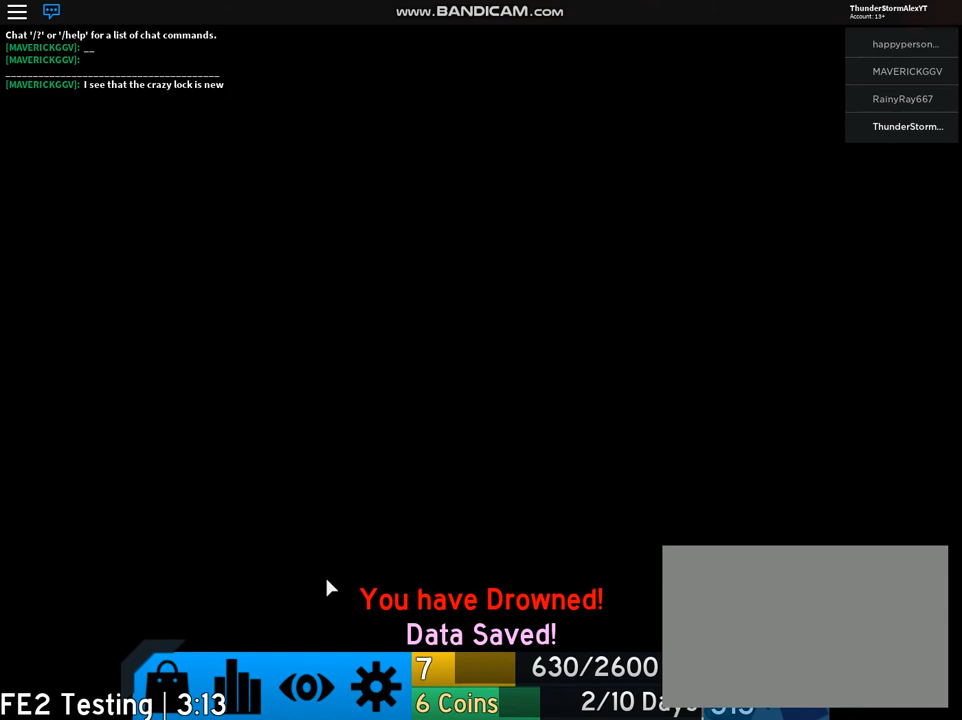 www.BANDICAM.com
ThunderStormAlexYT
Account: 13+
Chat '/?' or '/help' for a list of chat commands.
[MAVERICKGGV]: __
[MAVERICKGGV]:
_______________________________________
[MAVERICKGGV]: I see that the crazy lock is new
happyperson...
MAVERICKGGV
RainyRay667
ThunderStorm...
You have Drowned!
Data Saved!
7 630/2600
6 Coins 2/10 Days
FE2 Testing | 3:13